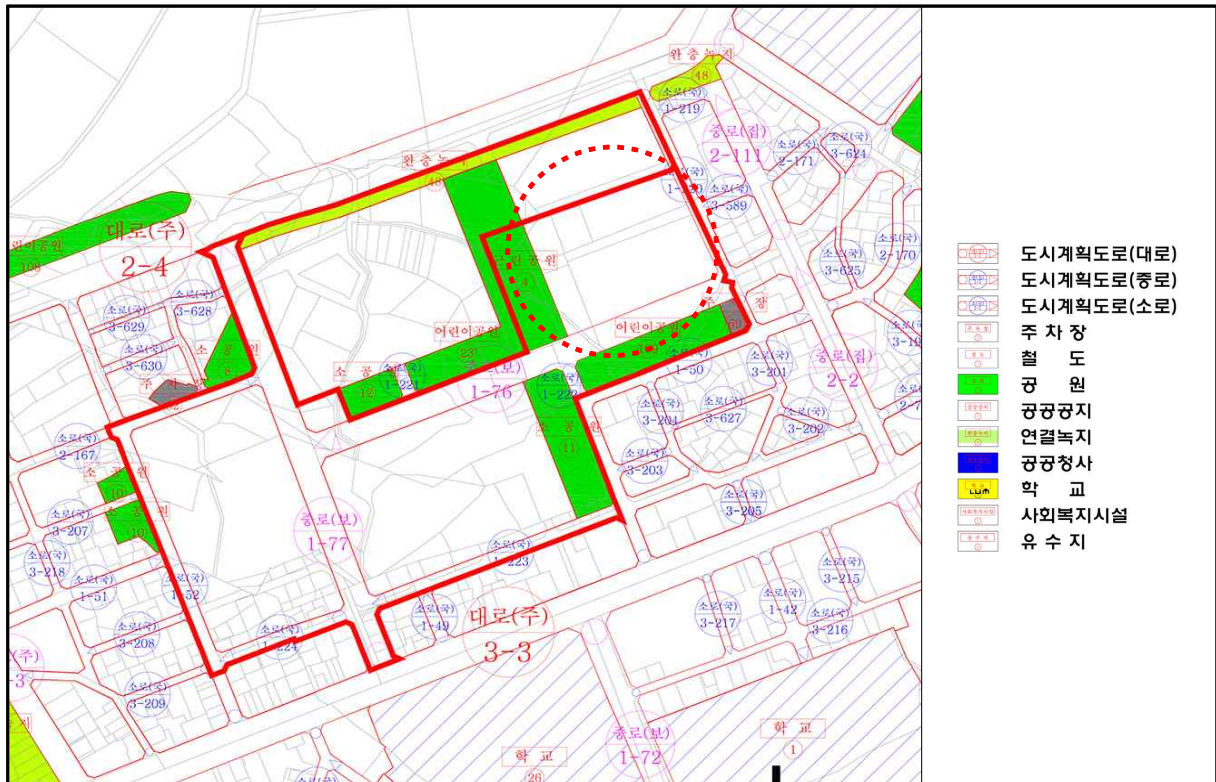 완충녹지
48
소로(국)
1-219
중로(집)
2-111
소로(국)
2-171
소로(국)
3-624
완충녹지
48
소로(국)
소로(국)
3-589
대로(주)
2-4
108
소로(국)
3-625
소로(국)
2-170
근린공원
4
소로(국)
3-629
소로(국)
3-628
소로(국)
3-630
소공원
8
어린이공원
23
어린이공원
소로(국)
1-50
소로(국)
3-201
중로(집)
2-2
소공원
12
소로(국)
1-221
중로(보)
1-76
소로(국)
1-222
소로(국)
3-204
소로(국)
3-627
소로(국)
3-202
소공원
11
소로(국)
2-167
소공원
10
소공원
10
소로(국)
3-203
소로(국)
3-205
소로(국)
3-207
소로(국)
3-218
중로(보)
1-77
소로(국)
1-223
소로(국)
1-51
소로(국)
1-52
소로(국)
3-215
소로(국)
1-42
소로(국)
3-208
소로(국)
1-224
소로(국)
1-49
대로(주)
3-3
소로(국)
3-217
소로(국)
3-216
소로(국)
3-209
학교
26
중로(보)
1-72
학교
1
도시계획도로(대로)
도시계획도로(중로)
도시계획도로(소로)
주 차 장
철 도
공 원
공공공지
연결녹지
공공청사
학 교
사회복지시설
유 수 지